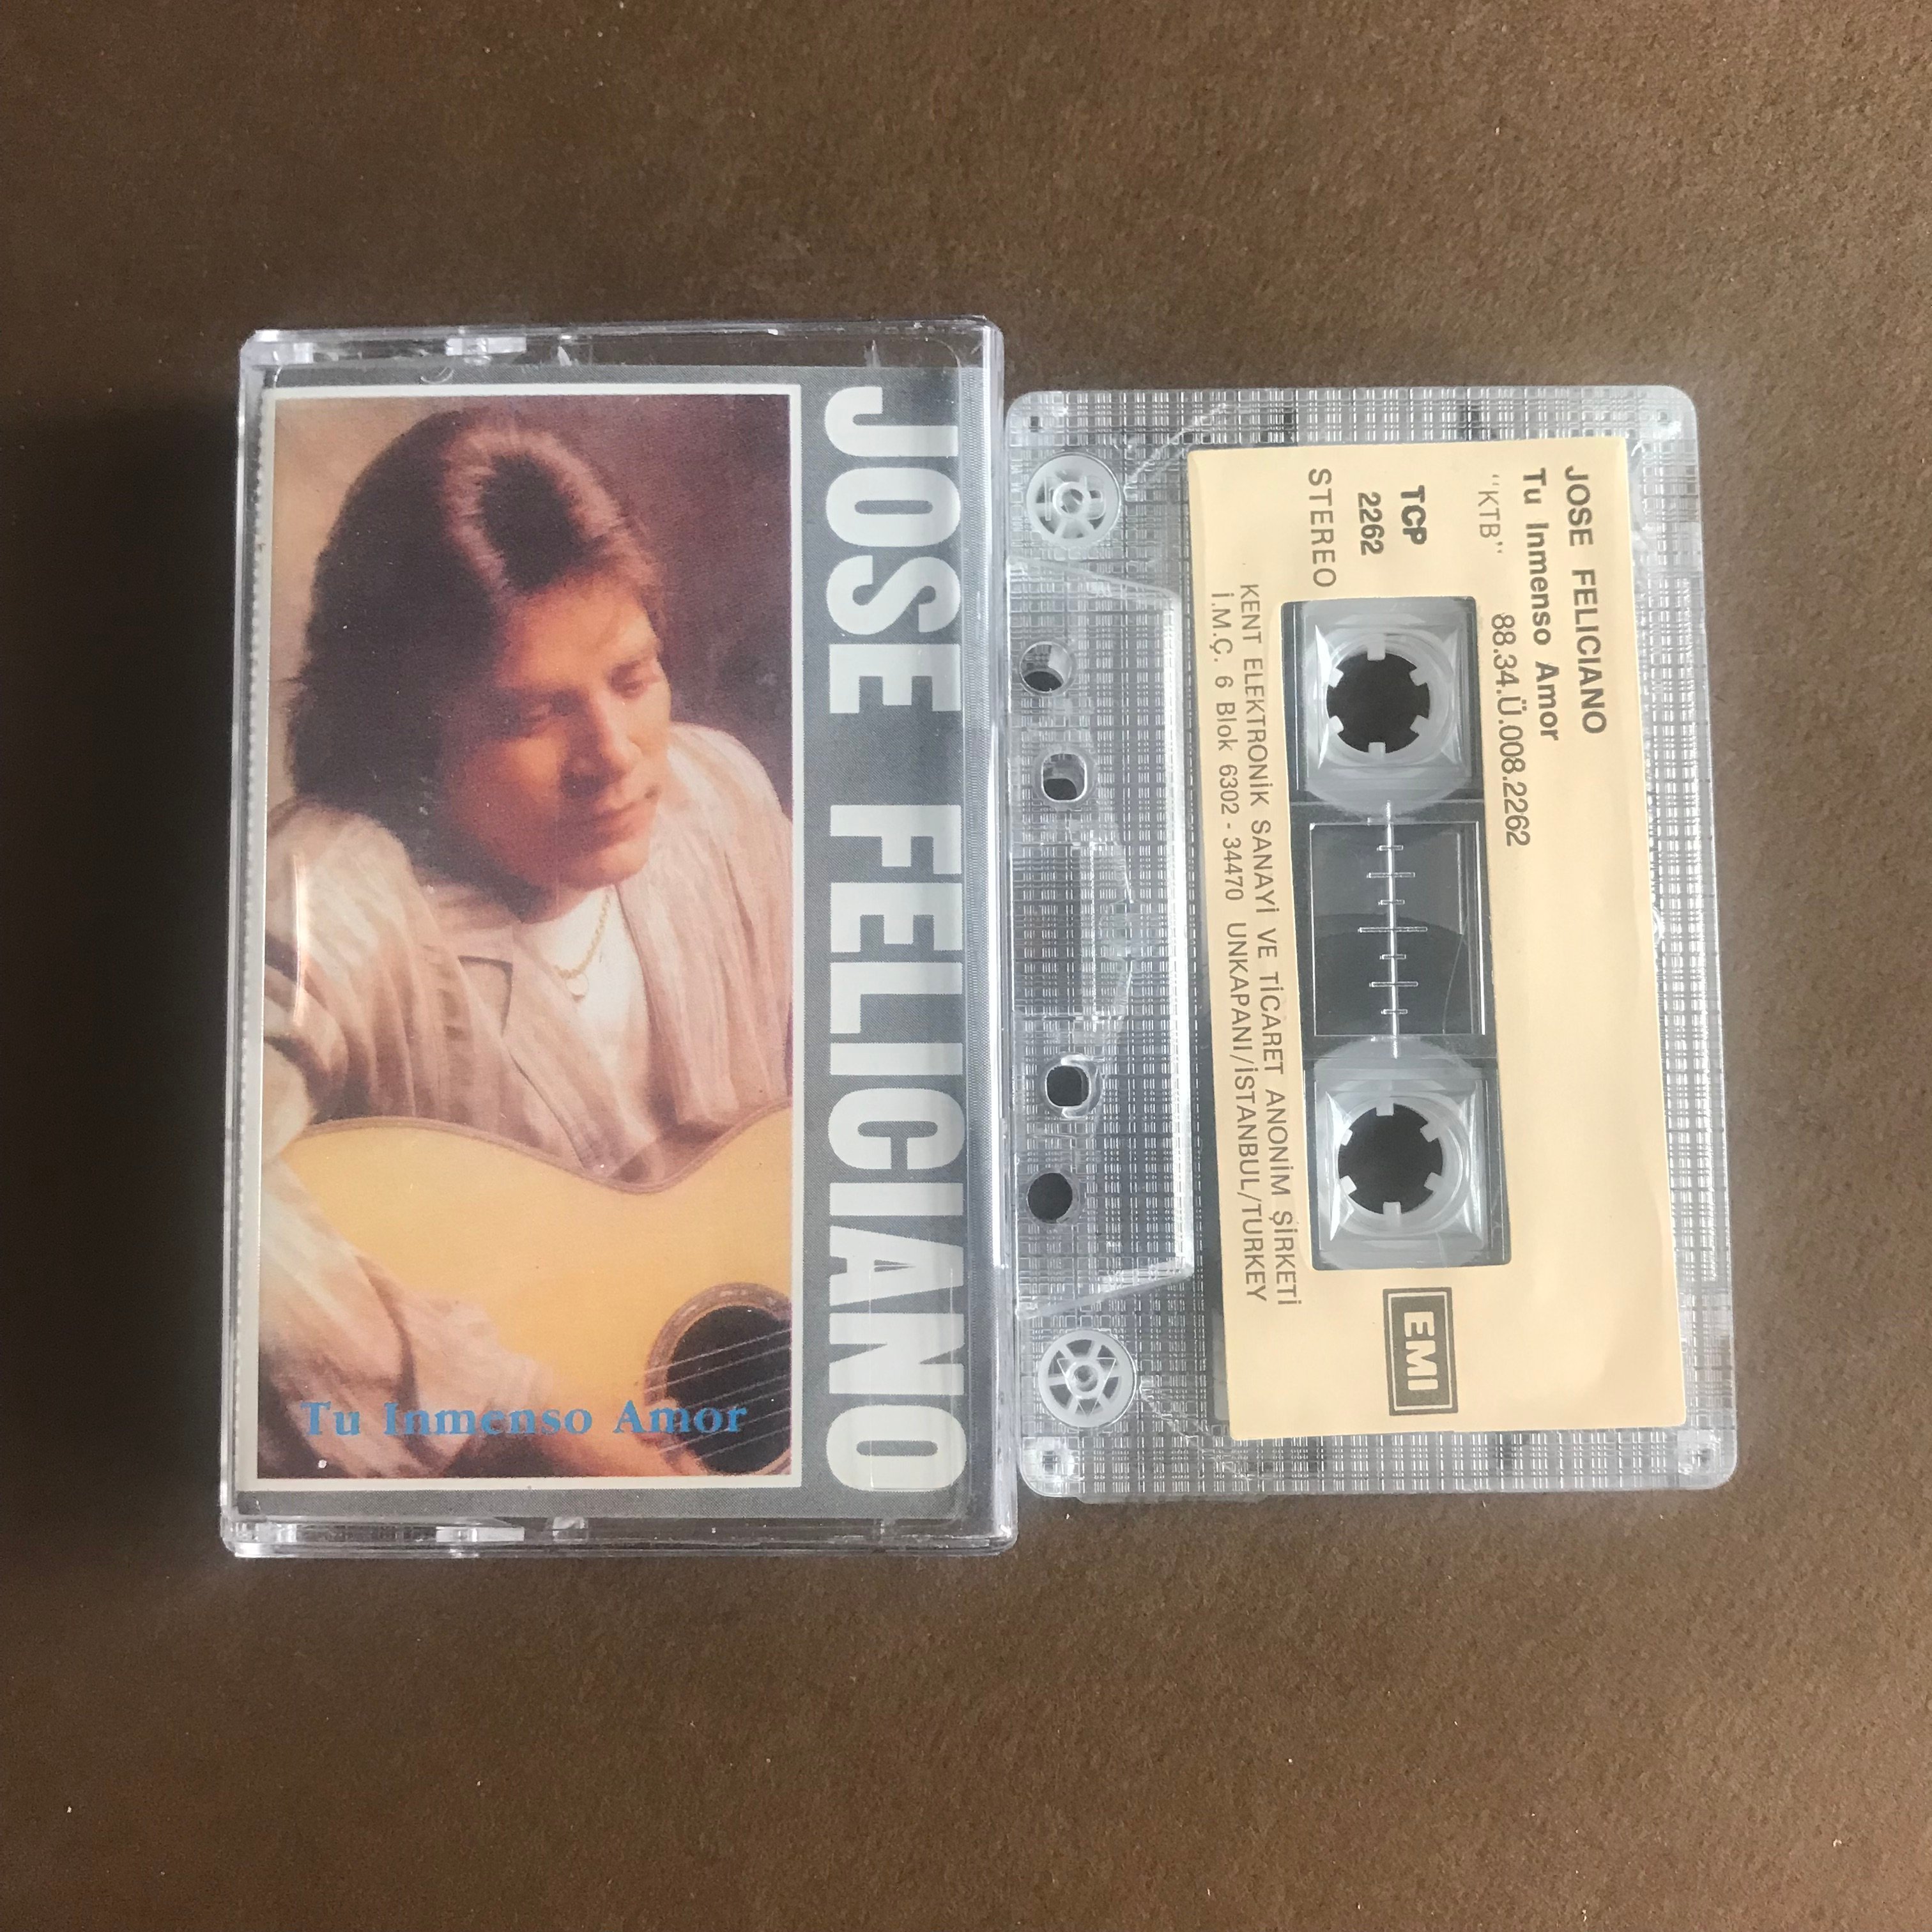 JOSE FELICIANO
Tu Inmenso Amor
JOSE FELICIANO
Tu Inmenso Amor
"KTB" 88.34.Ü.008.2262
TCP
2262
STEREO
EMI
KENT ELEKTRONİK SANAYİ VE TİCARET ANONİM ŞİRKETİ
İ.M.Ç. 6 Blok 6302 - 34470 UNKAPANI/İSTANBUL/TURKEY